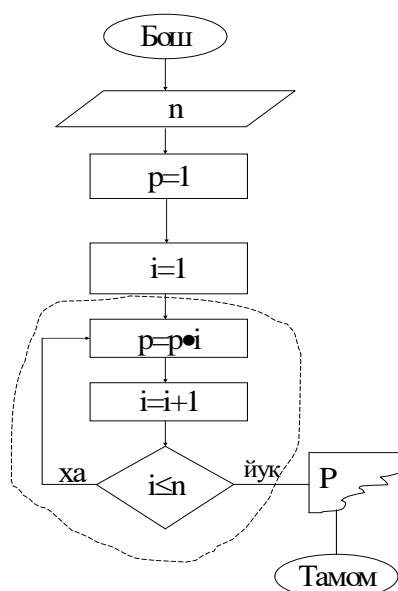 Бош
n
p=1
i=1
p=p•i
i=i+1
ха
i≤n
йук
P
Тамом